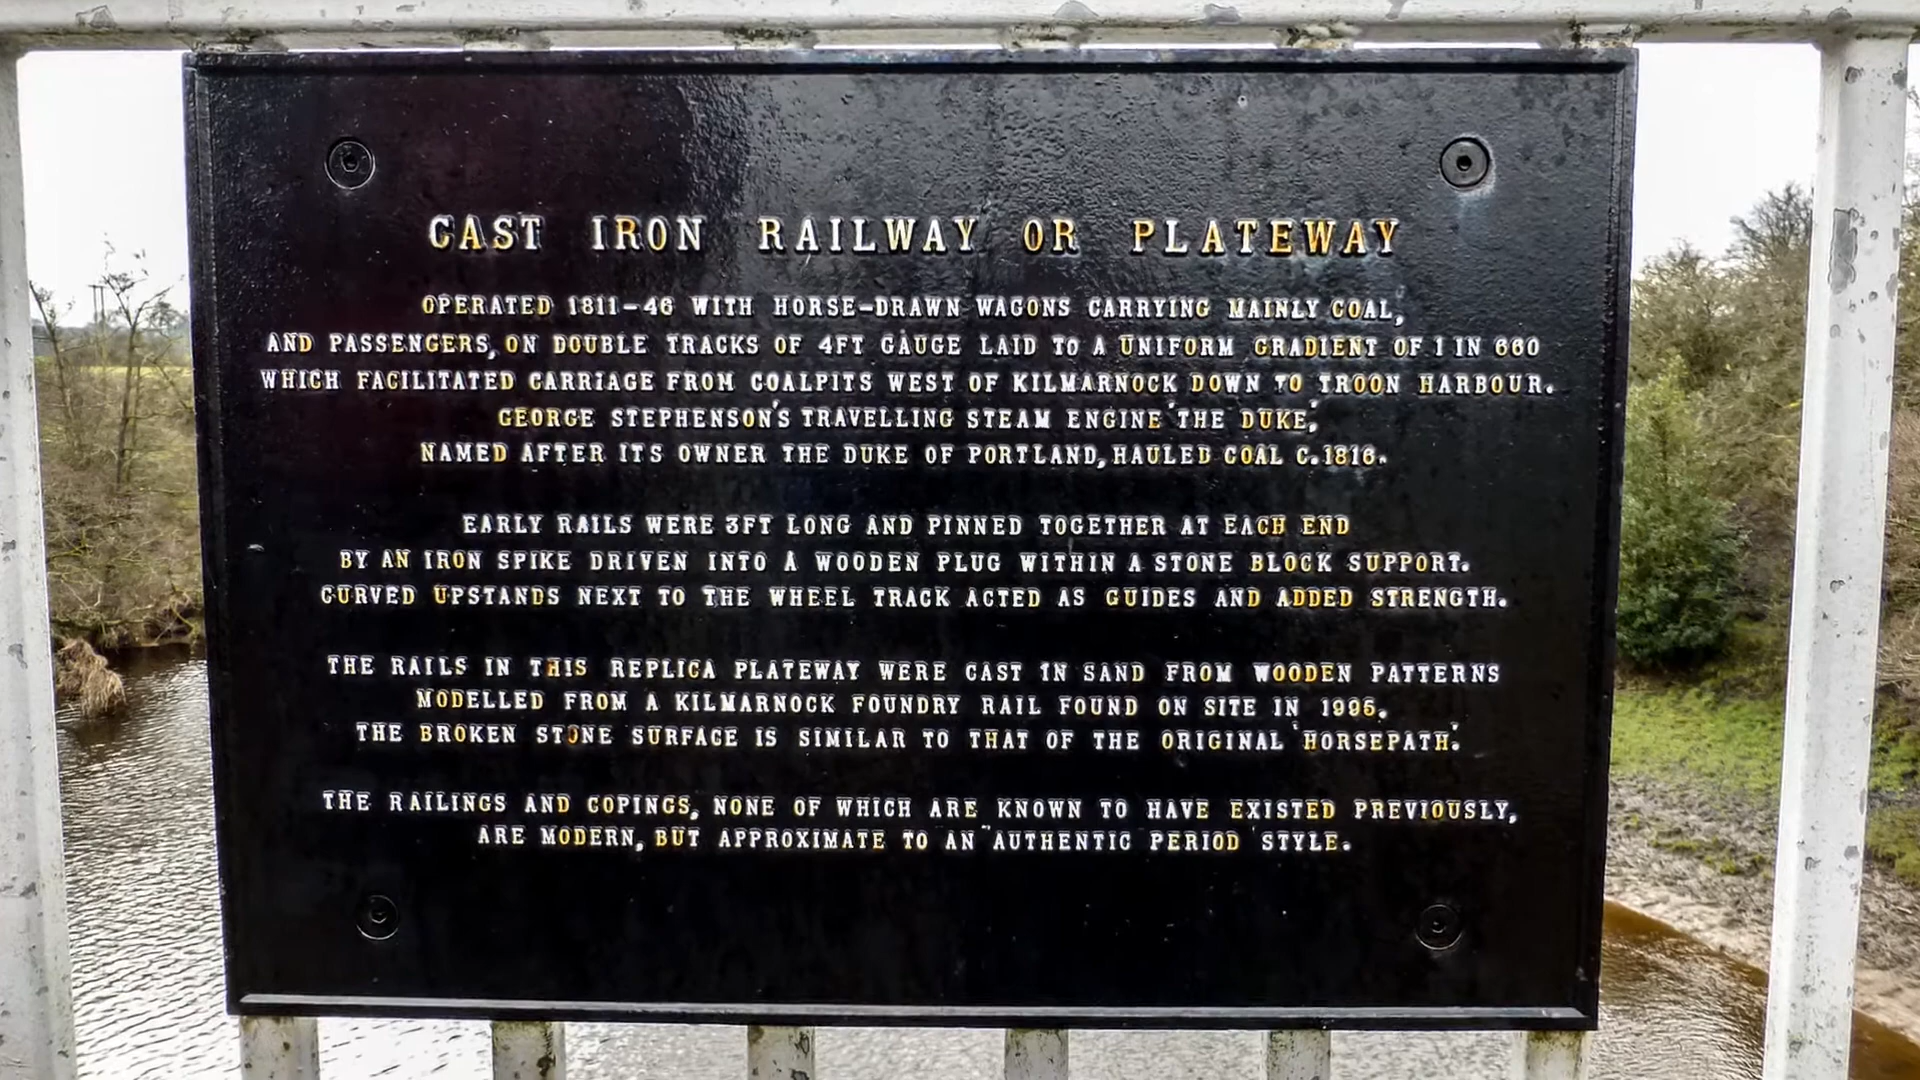 CAST IRON RAILWAY OR PLATEWAY
OPERATED 1811-46 WITH HORSE-DRAWN WAGONS CARRYING MAINLY COAL,
AND PASSENGERS, ON DOUBLE TRACKS OF 4FT GAUGE LAID TO A UNIFORM GRADIENT OF 1 IN 660
WHICH FACILITATED CARRIAGE FROM COALPITS WEST OF KILMARNOCK DOWN TO TROON HARBOUR.
GEORGE STEPHENSON'S TRAVELLING STEAM ENGINE 'THE DUKE',
NAMED AFTER ITS OWNER THE DUKE OF PORTLAND, HAULED COAL C.1816.
EARLY RAILS WERE 3FT LONG AND PINNED TOGETHER AT EACH END
BY AN IRON SPIKE DRIVEN INTO A WOODEN PLUG WITHIN A STONE BLOCK SUPPORT.
CURVED UPSTANDS NEXT TO THE WHEEL TRACK ACTED AS GUIDES AND ADDED STRENGTH.
THE RAILS IN THIS REPLICA PLATEWAY WERE CAST IN SAND FROM WOODEN PATTERNS
MODELLED FROM A KILMARNOCK FOUNDRY RAIL FOUND ON SITE IN 1996.
THE BROKEN STONE SURFACE IS SIMILAR TO THAT OF THE ORIGINAL 'HORSEPATH'.
THE RAILINGS AND COPINGS, NONE OF WHICH ARE KNOWN TO HAVE EXISTED PREVIOUSLY,
ARE MODERN, BUT APPROXIMATE TO AN "AUTHENTIC PERIOD' STYLE.